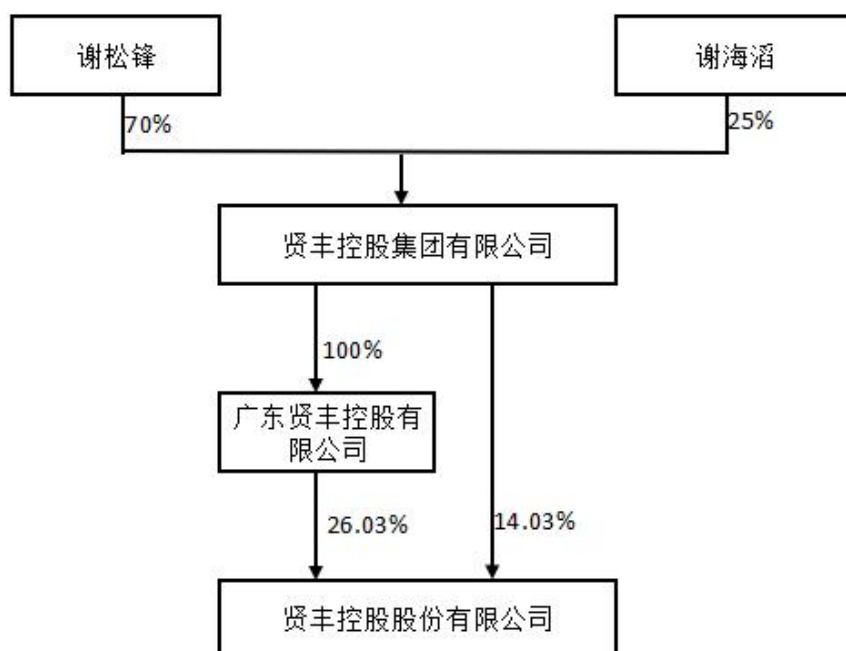 谢松锋
谢海滔
70%
25%
贤丰控股集团有限公司
100%
广东贤丰控股有
限公司
26.03%
14.03%
贤丰控股股份有限公司